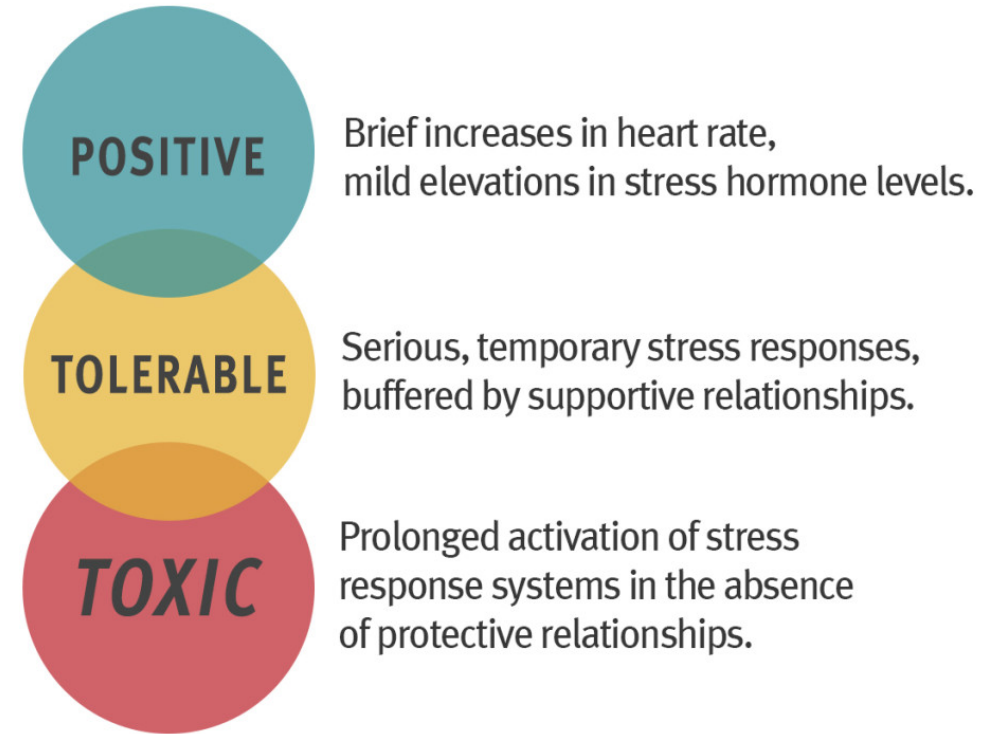 POSITIVE
Brief increases in heart rate,
mild elevations in stress hormone levels.
TOLERABLE
Serious, temporary stress responses,
buffered by supportive relationships.
TOXIC
Prolonged activation of stress
response systems in the absence
of protective relationships.